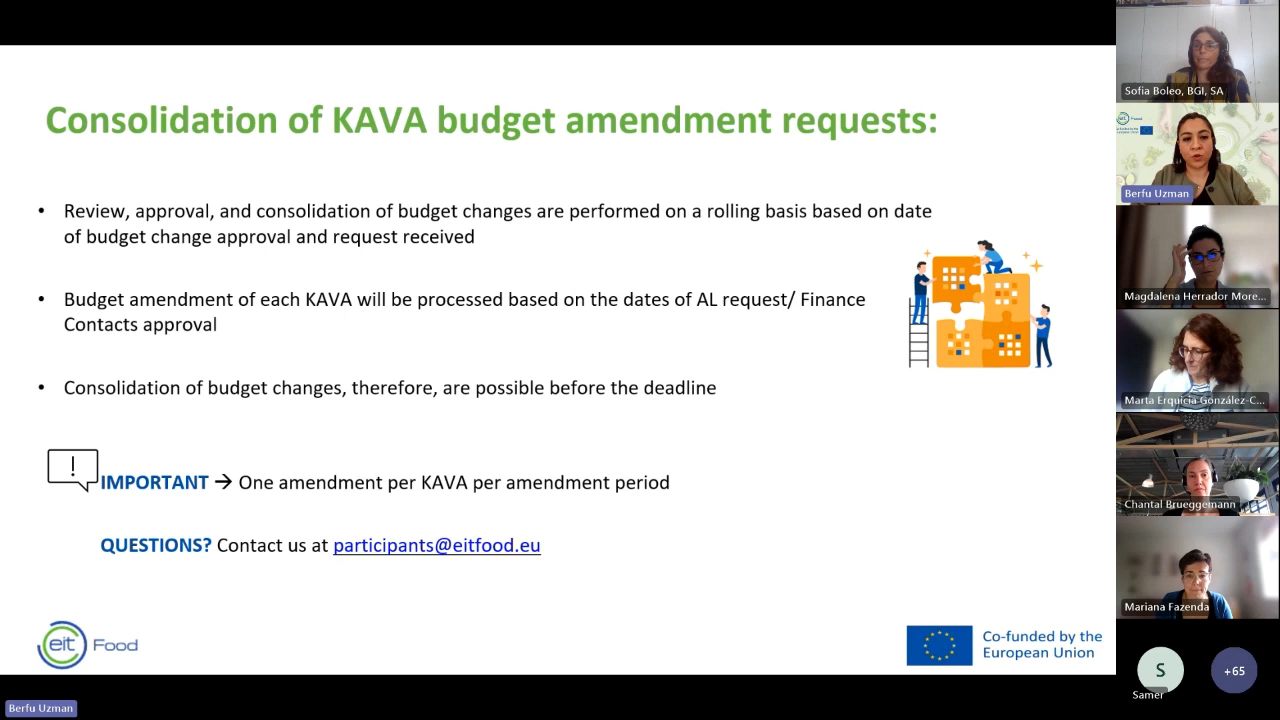 Consolidation of KAVA budget amendment requests:
• Review, approval, and consolidation of budget changes are performed on a rolling basis based on date
of budget change approval and request received
• Budget amendment of each KAVA will be processed based on the dates of AL request/ Finance
Contacts approval
• Consolidation of budget changes, therefore, are possible before the deadline
! IMPORTANT → One amendment per KAVA per amendment period
QUESTIONS? Contact us at participants@eitfood.eu
eit Food
Co-funded by the
European Union
Berfu Uzman
Sofia Boleo, BGI, SA
eit Food
Berfu Uzman
Magdalena Herrador More...
Marta Erquicia González-C...
Chantal Brueggemann
Mariana Fazenda
S
Samer
+65